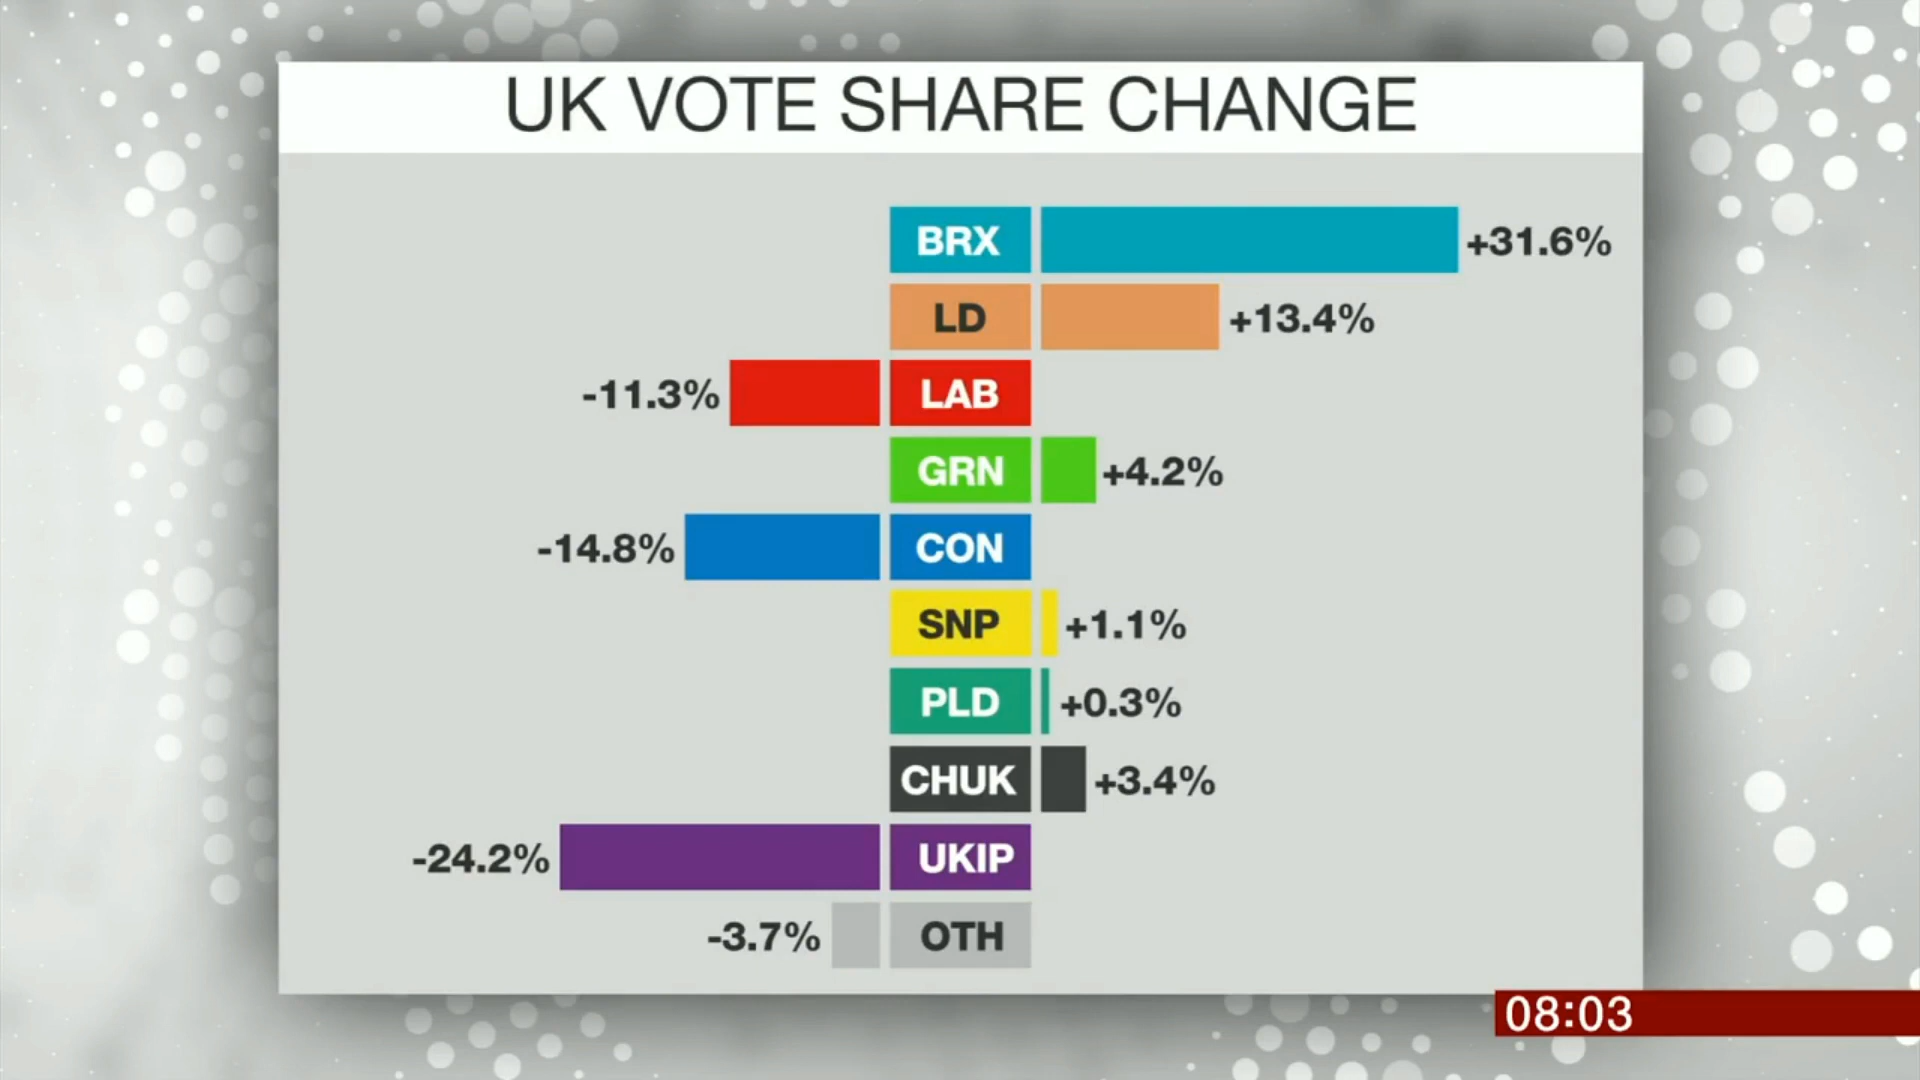 UK VOTE SHARE CHANGE
BRX +31.6%
LD +13.4%
-11.3% LAB
GRN +4.2%
-14.8% CON
SNP +1.1%
PLD +0.3%
CHUK +3.4%
-24.2% UKIP
-3.7% OTH
08:03